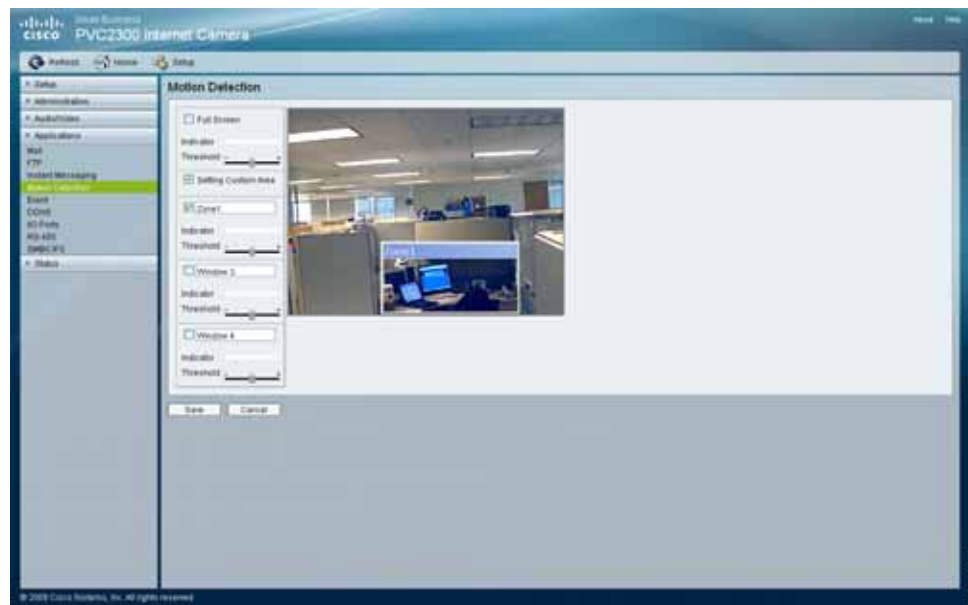 Small Business
CISCO PVC2300 Internet Camera
About Help
Refresh Home Setup
Setup
Administration
Audio/Video
Applications
Mail
FTP
Instant Messaging
Motion Detection
Event
DDNS
I/O Ports
RS-485
SMB/CIFS
Status
Motion Detection
Full Screen
Indicator
Threshold - +
Setting Custom Area
Zone1
Indicator
Threshold - +
Window 3
Indicator
Threshold - +
Window 4
Indicator
Threshold - +
Zone1
Save Cancel
© 2009 Cisco Systems, Inc. All rights reserved